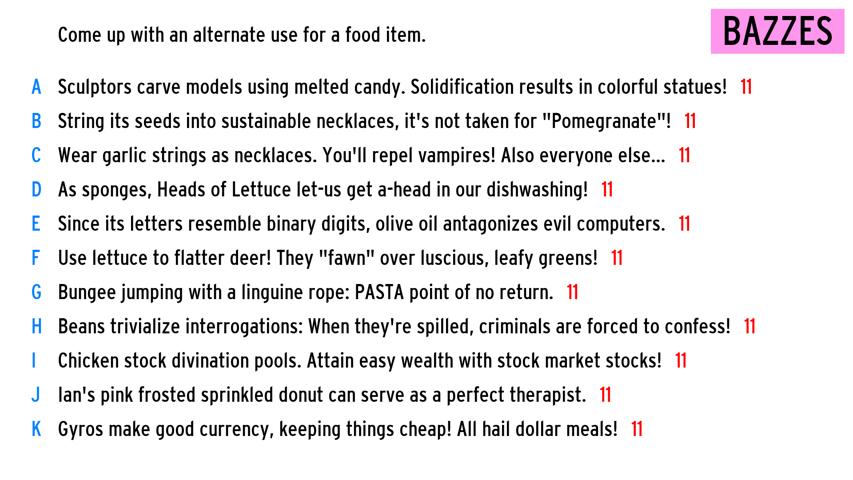 Come up with an alternate use for a food item.
BAZZES
A Sculptors carve models using melted candy. Solidification results in colorful statues! 11
B String its seeds into sustainable necklaces, it's not taken for "Pomegranate"! 11
C Wear garlic strings as necklaces. You'll repel vampires! Also everyone else... 11
D As sponges, Heads of Lettuce let-us get a-head in our dishwashing! 11
E Since its letters resemble binary digits, olive oil antagonizes evil computers. 11
F Use lettuce to flatter deer! They "fawn" over luscious, leafy greens! 11
G Bungee jumping with a linguine rope: PASTA point of no return. 11
H Beans trivialize interrogations: When they're spilled, criminals are forced to confess! 11
I Chicken stock divination pools. Attain easy wealth with stock market stocks! 11
J Ian's pink frosted sprinkled donut can serve as a perfect therapist. 11
K Gyros make good currency, keeping things cheap! All hail dollar meals! 11